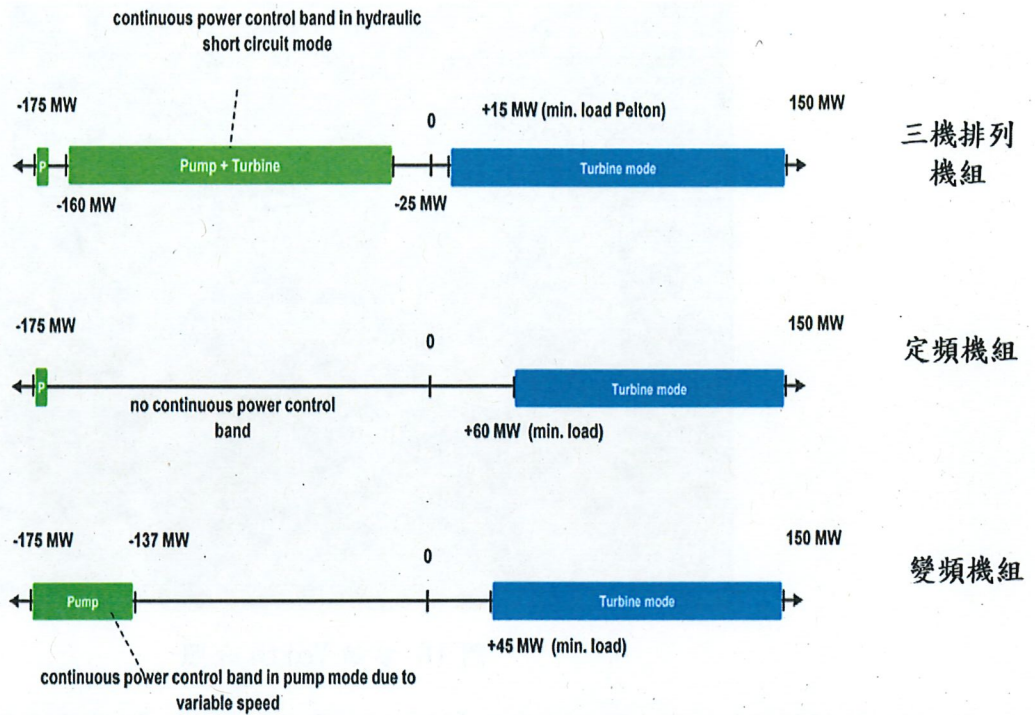 continuous power control band in hydraulic
short circuit mode
-175 MW
0
+15 MW (min. load Pelton)
150 MW
P
Pump + Turbine
Turbine mode
-160 MW
-25 MW
三機排列
機組
-175 MW
0
150 MW
P
Turbine mode
no continuous power control
band
+60 MW (min. load)
定頻機組
-175 MW
-137 MW
0
150 MW
Pump
Turbine mode
+45 MW (min. load)
continuous power control band in pump mode due to
variable speed
變頻機組